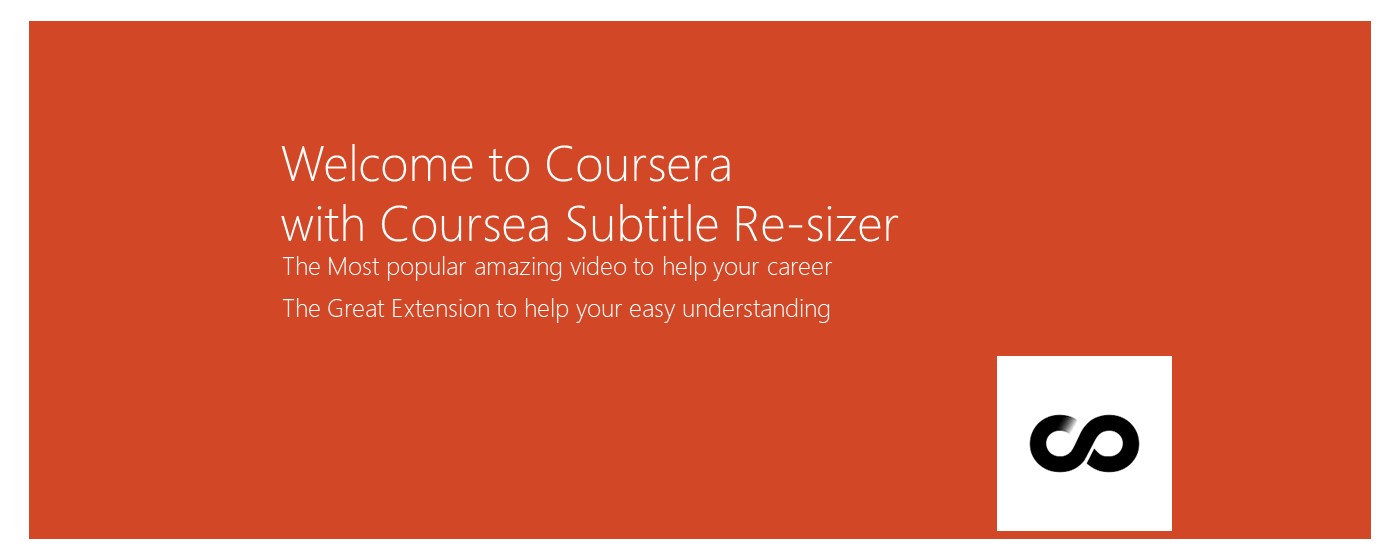 Welcome to Coursera
with Coursea Subtitle Re-sizer
The Most popular amazing video to help your career
The Great Extension to help your easy understanding